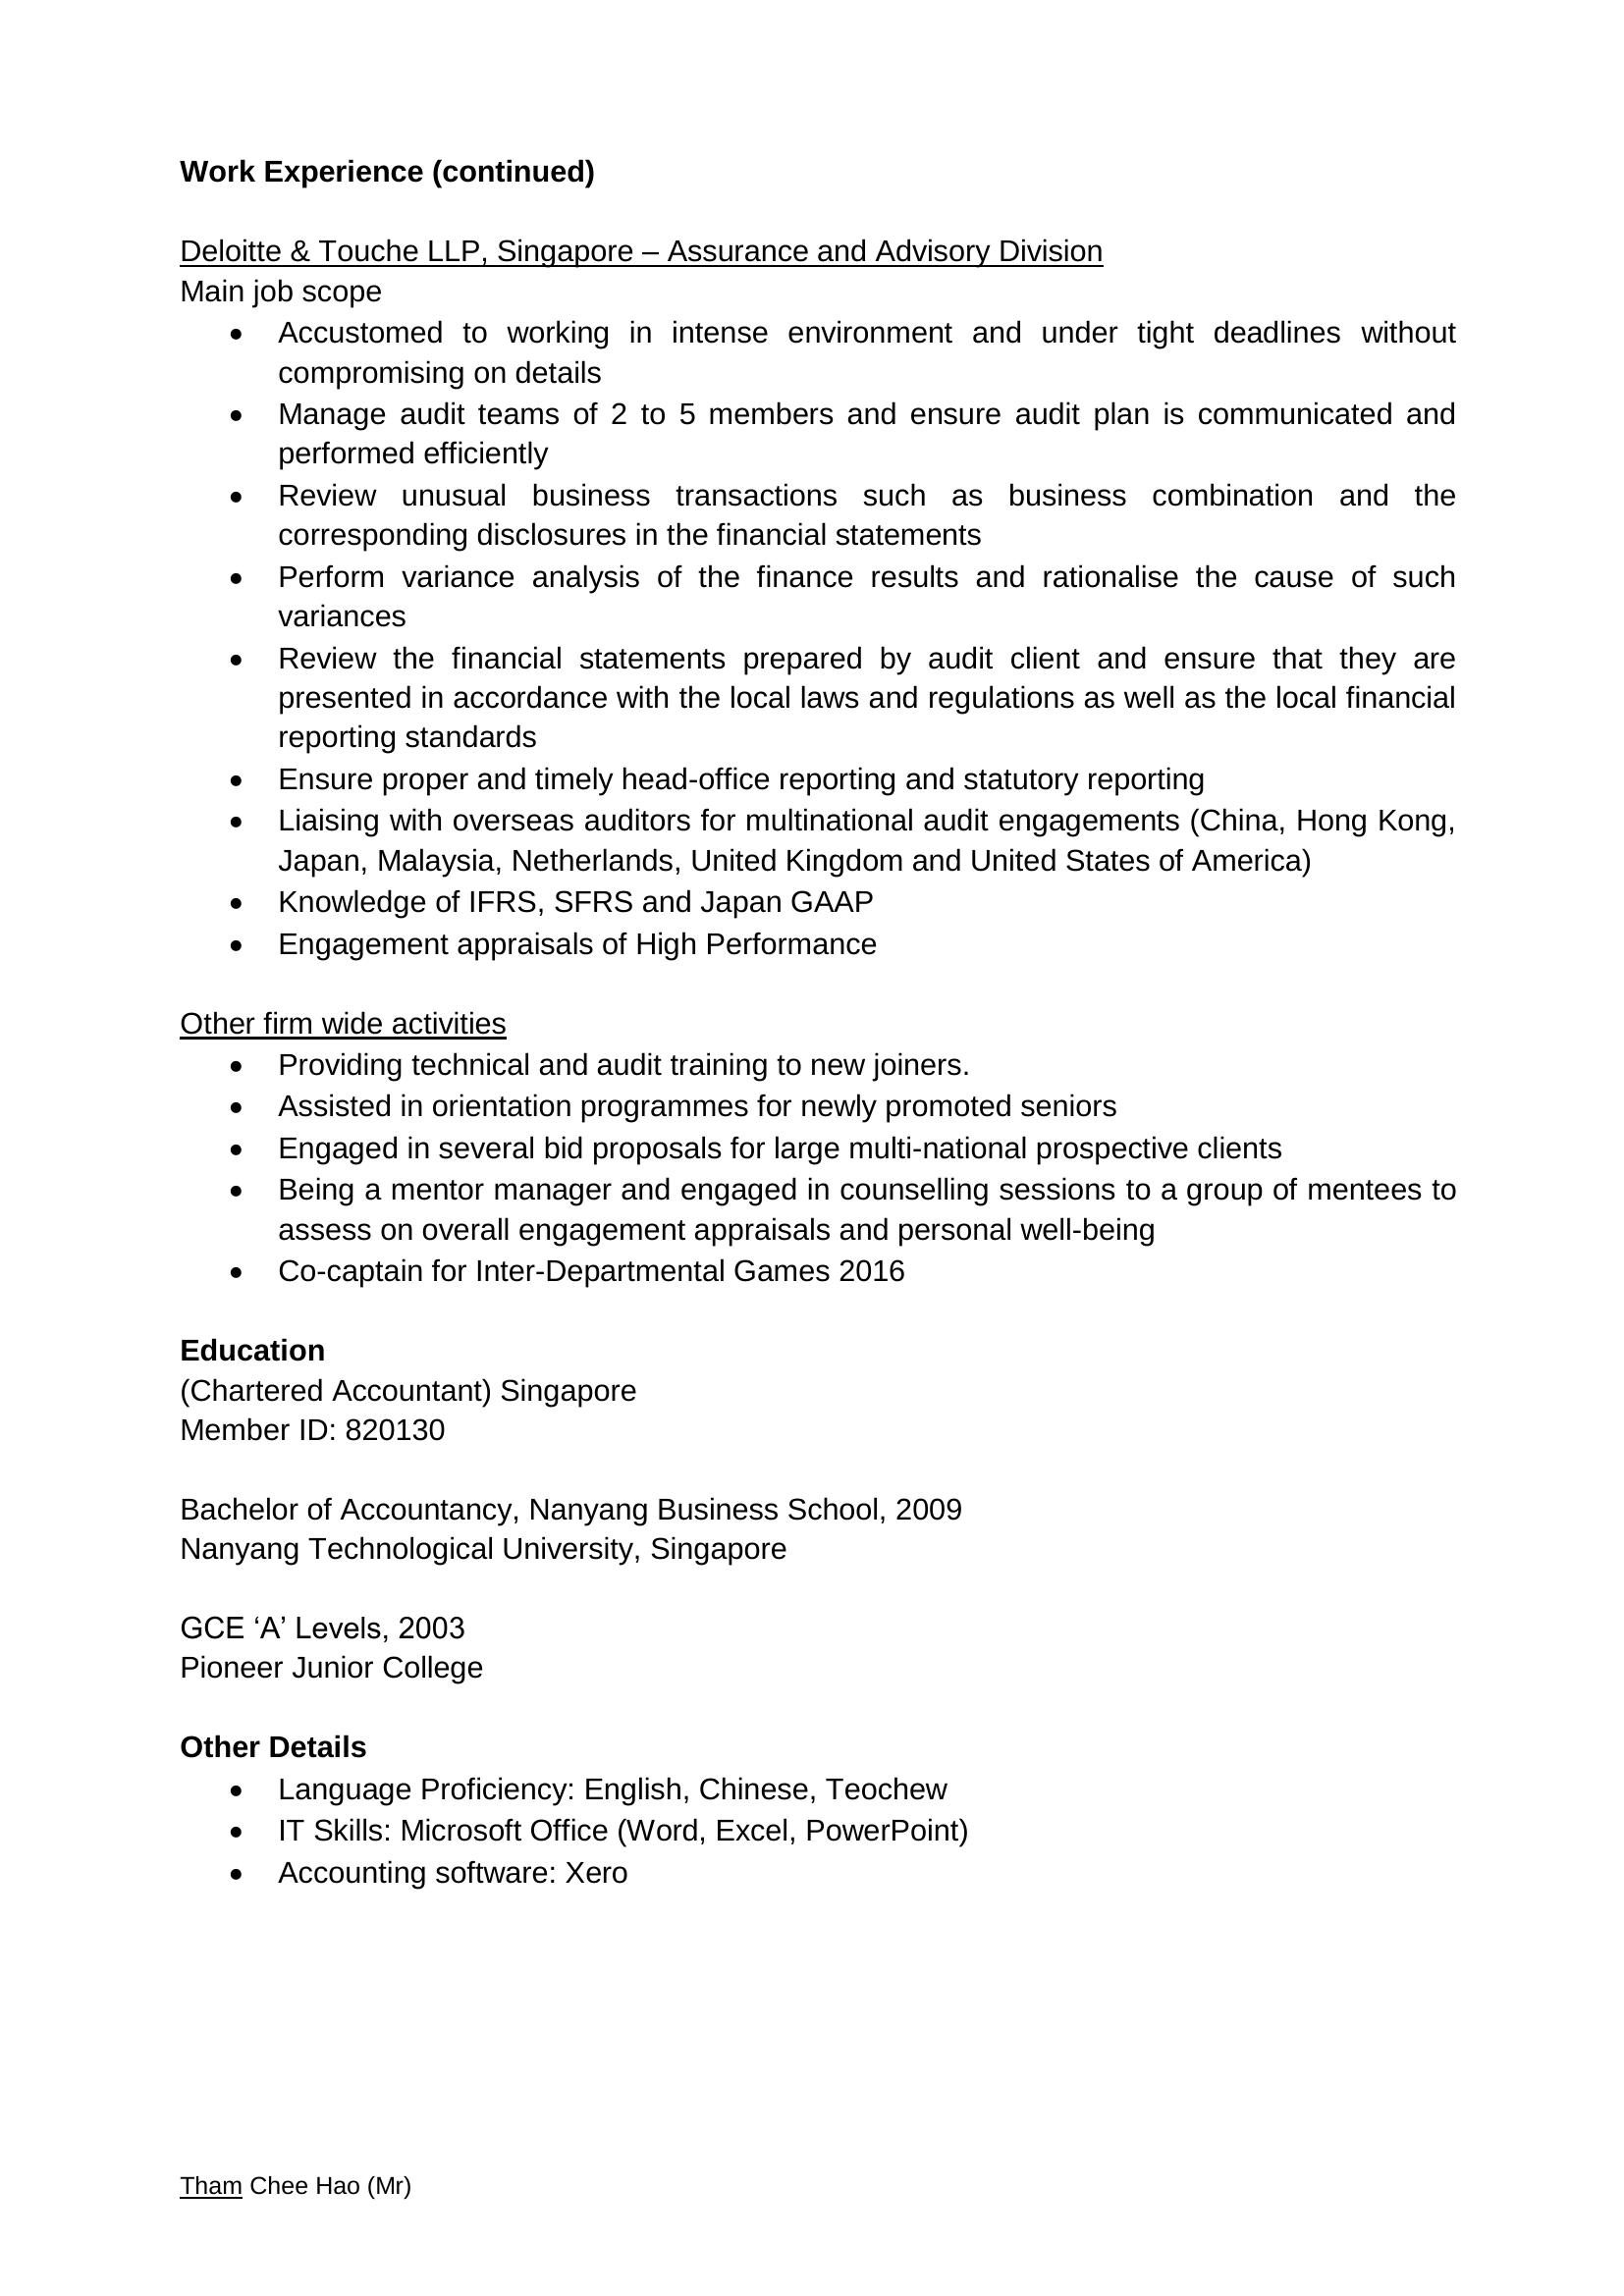 Work Experience (continued)
Deloitte & Touche LLP, Singapore – Assurance and Advisory Division
Main job scope
• Accustomed to working in intense environment and under tight deadlines without
compromising on details
• Manage audit teams of 2 to 5 members and ensure audit plan is communicated and
performed efficiently
• Review unusual business transactions such as business combination and the
corresponding disclosures in the financial statements
• Perform variance analysis of the finance results and rationalise the cause of such
variances
• Review the financial statements prepared by audit client and ensure that they are
presented in accordance with the local laws and regulations as well as the local financial
reporting standards
• Ensure proper and timely head-office reporting and statutory reporting
• Liaising with overseas auditors for multinational audit engagements (China, Hong Kong,
Japan, Malaysia, Netherlands, United Kingdom and United States of America)
• Knowledge of IFRS, SFRS and Japan GAAP
• Engagement appraisals of High Performance
Other firm wide activities
• Providing technical and audit training to new joiners.
• Assisted in orientation programmes for newly promoted seniors
• Engaged in several bid proposals for large multi-national prospective clients
• Being a mentor manager and engaged in counselling sessions to a group of mentees to
assess on overall engagement appraisals and personal well-being
• Co-captain for Inter-Departmental Games 2016
Education
(Chartered Accountant) Singapore
Member ID: 820130
Bachelor of Accountancy, Nanyang Business School, 2009
Nanyang Technological University, Singapore
GCE ‘A’ Levels, 2003
Pioneer Junior College
Other Details
• Language Proficiency: English, Chinese, Teochew
• IT Skills: Microsoft Office (Word, Excel, PowerPoint)
• Accounting software: Xero
Tham Chee Hao (Mr)